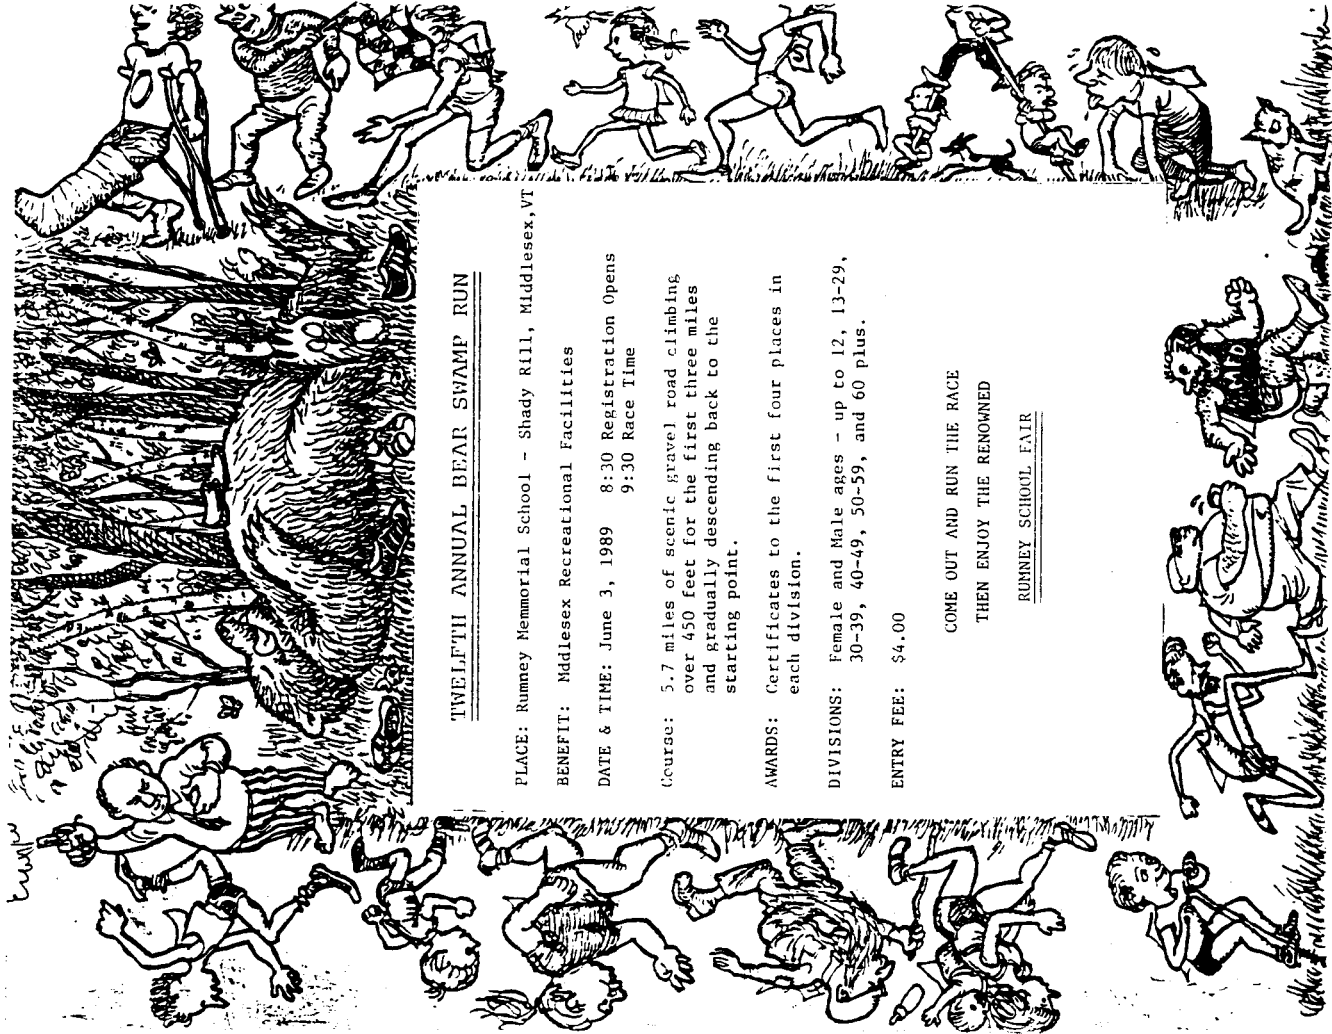 TWELFTH ANNUAL BEAR SWAMP RUN
PLACE: Rumney Memmorial School - Shady Rill, Middlesex,VT
BENEFIT: Mddlesex Recreational Facilities
DATE & TIME: June 3, 1989 8:30 Registration Opens
9:30 Race Time
Course: 5.7 miles of scenic gravel road climbing
over 450 feet for the first three miles
and gradually descending back to the
starting point.
AWARDS: Certificates to the first four places in
each division.
DIVISIONS: Female and Male ages - up to 12, 13-29,
30-39, 40-49, 50-59, and 60 plus.
ENTRY FEE: $4.00
COME OUT AND RUN THE RACE
THEN ENJOY THE RENOWNED
RUMNEY SCHOOL FAIR